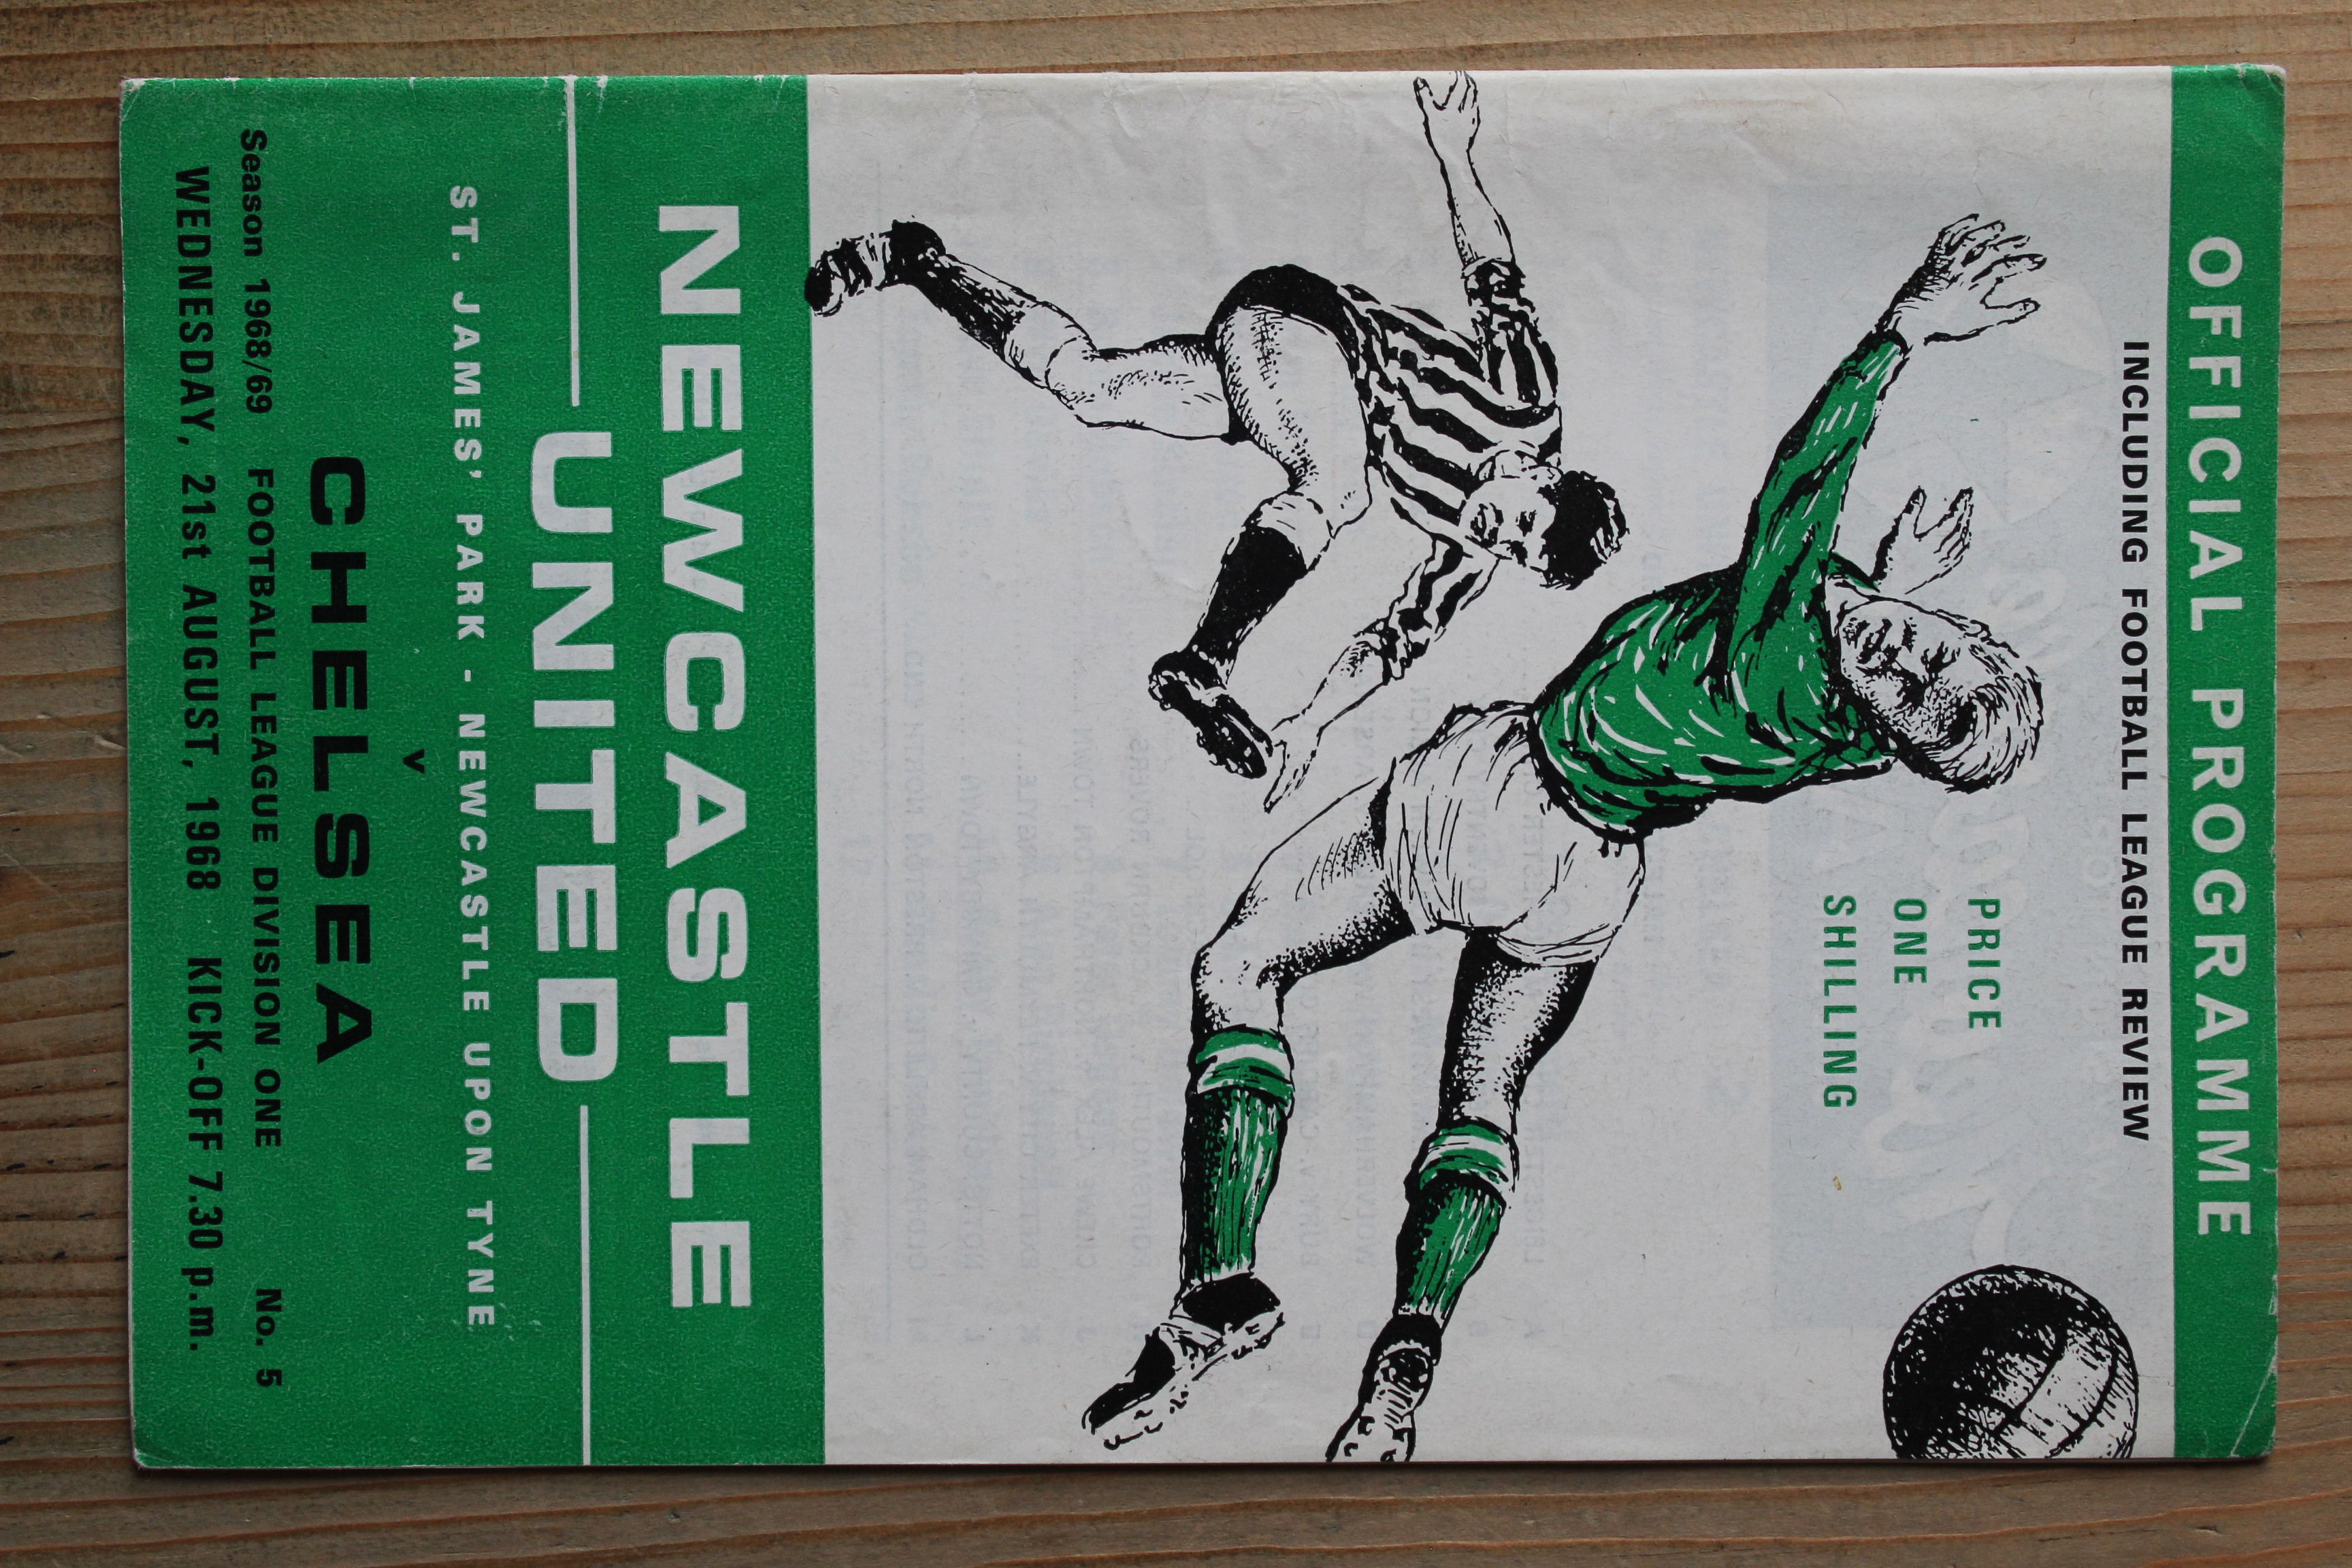 OFFICIAL PROGRAMME
INCLUDING FOOTBALL LEAGUE REVIEW
PRICE
ONE
SHILLING
NEWCASTLE
UNITED
ST. JAMES' PARK - NEWCASTLE UPON TYNE
v
CHELSEA
Season 1968/69 FOOTBALL LEAGUE DIVISION ONE No. 5
WEDNESDAY, 21st AUGUST, 1968 KICK-OFF 7.30 p.m.